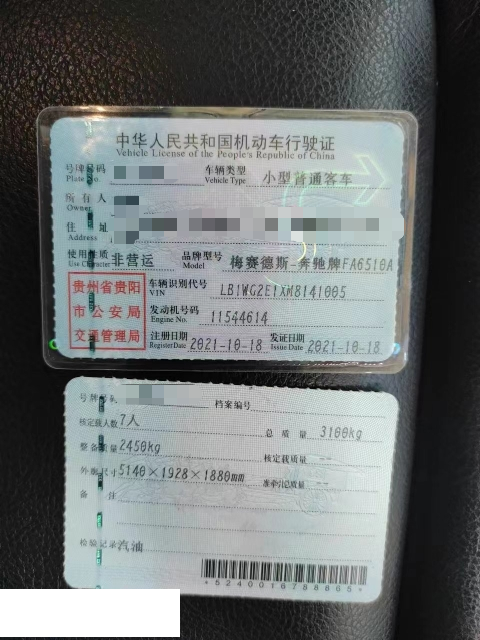 中华人民共和国机动车行驶证
Vehicle License of the People's Republic of China
号牌号码
Plate No.
车辆类型
Vehicle Type
小型普通客车
所有人
Owner
住址
Address
使用性质
Use Character
非营运
品牌型号
Model
梅赛德斯-奔驰牌FA6510A
贵州省贵阳
市公安局
交通管理局
车辆识别代号
VIN
LB1WG2E1XM8141005
发动机号码
Engine No.
11544614
注册日期
Register Date
2021-10-18
发证日期
Issue Date
2021-10-18
号牌号码
档案编号
核定载人数 7人
总质量 3100kg
整备质量 2450kg
核定载质量 --
外廓尺寸 5140×1928×1880mm
准牵引总质量 --
备注
检验记录 汽油
*5240016788865*